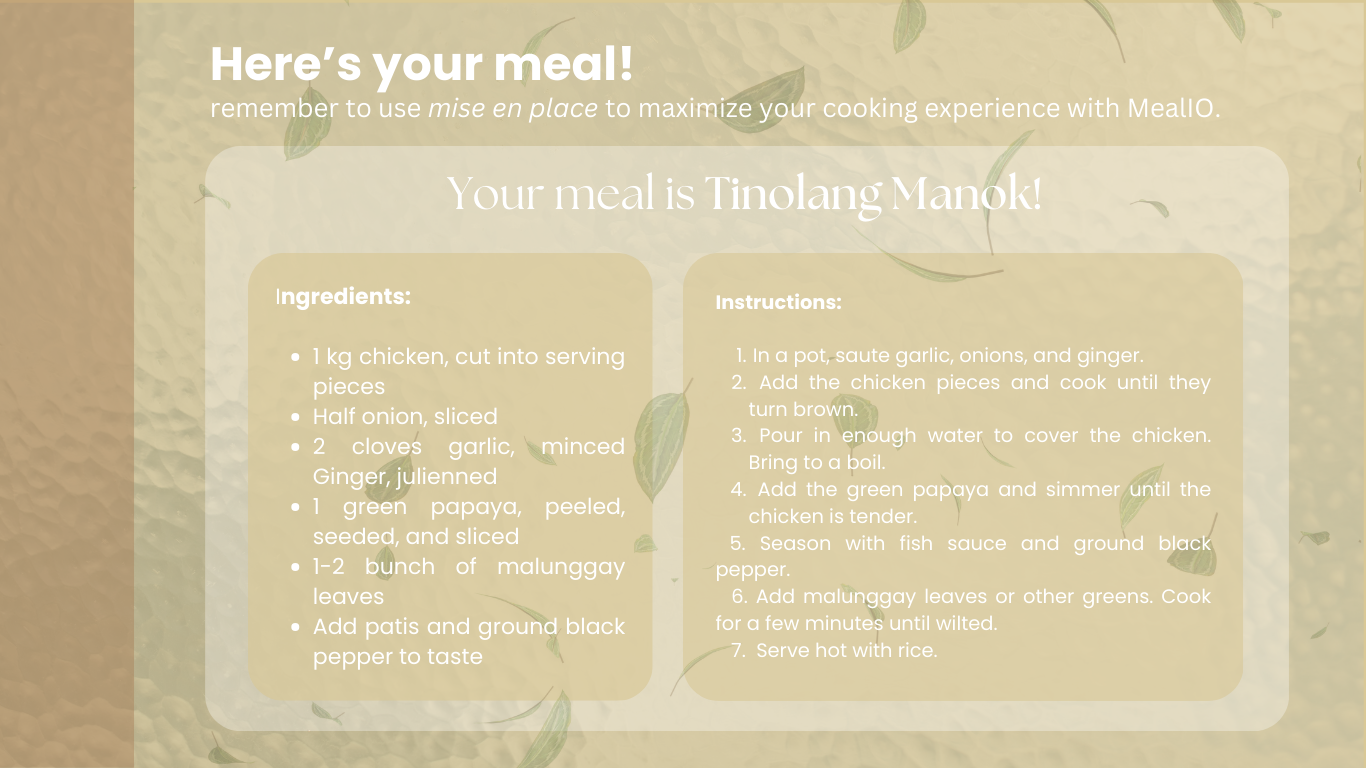 Here's your meal!
remember to use mise en place to maximize your cooking experience with MealIO.
Your meal is Tinolang Manok!
Ingredients:
• 1 kg chicken, cut into serving
pieces
• Half onion, sliced
• 2 cloves garlic, minced
Ginger, julienned
• 1 green papaya, peeled,
seeded, and sliced
• 1-2 bunch of malunggay
leaves
• Add patis and ground black
pepper to taste
Instructions:
1. In a pot, saute garlic, onions, and ginger.
2. Add the chicken pieces and cook until they
turn brown.
3. Pour in enough water to cover the chicken.
Bring to a boil.
4. Add the green papaya and simmer until the
chicken is tender.
5. Season with fish sauce and ground black
pepper.
6. Add malunggay leaves or other greens. Cook
for a few minutes until wilted.
7. Serve hot with rice.